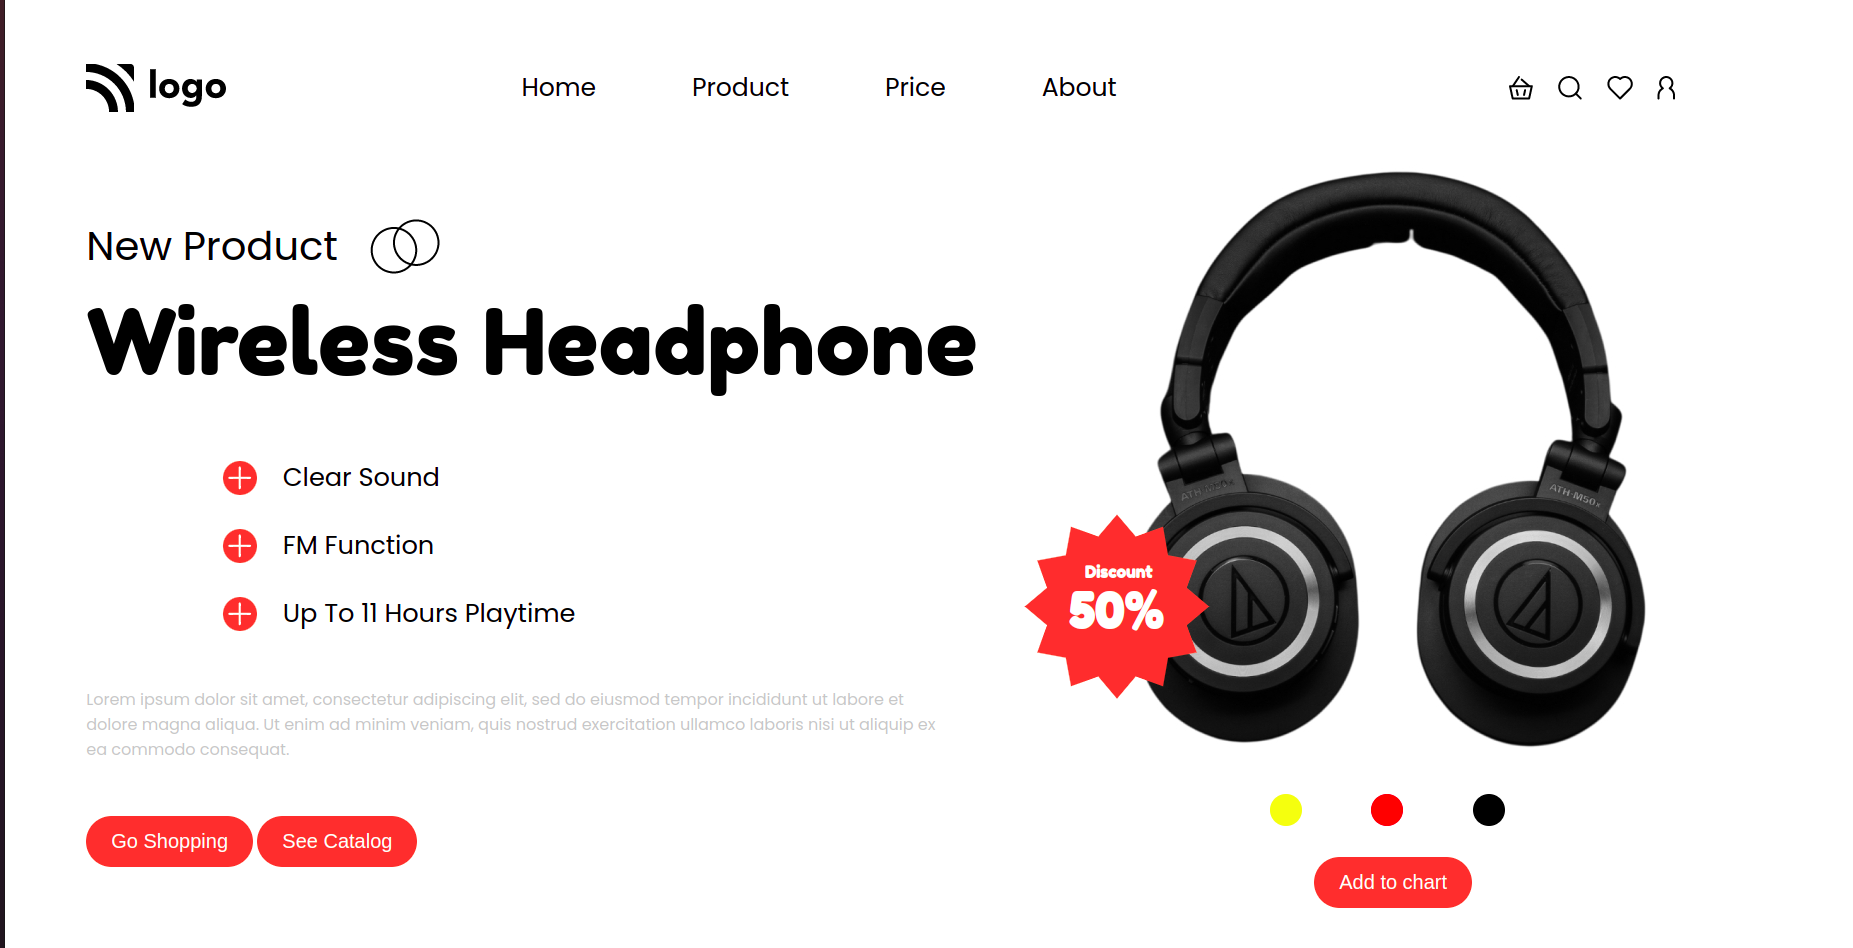 logo
Home
Product
Price
About
New Product
Wireless Headphone
Clear Sound
FM Function
Up To 11 Hours Playtime
Lorem ipsum dolor sit amet, consectetur adipiscing elit, sed do eiusmod tempor incididunt ut labore et
dolore magna aliqua. Ut enim ad minim veniam, quis nostrud exercitation ullamco laboris nisi ut aliquip ex
ea commodo consequat.
Go Shopping
See Catalog
ATH-M50x
ATH-M50x
Discount
50%
Add to chart